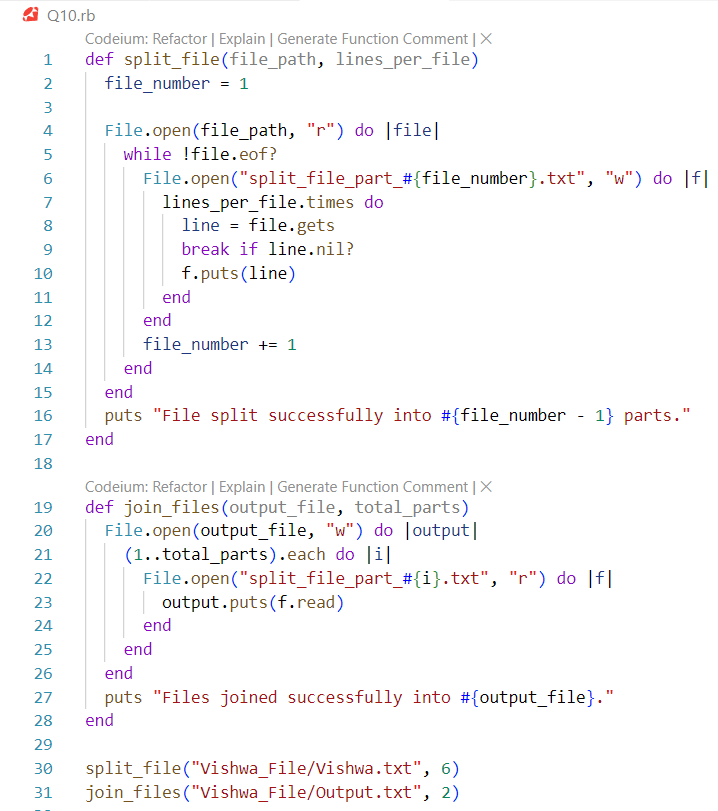 Q10.rb
Codeium: Refactor | Explain | Generate Function Comment | ×
1 def split_file(file_path, lines_per_file)
2   file_number = 1
3
4   File.open(file_path, "r") do |file|
5     while !file.eof?
6       File.open("split_file_part_#{file_number}.txt", "w") do |f|
7         lines_per_file.times do
8           line = file.gets
9           break if line.nil?
10           f.puts(line)
11         end
12       end
13       file_number += 1
14     end
15   end
16   puts "File split successfully into #{file_number - 1} parts."
17 end
18
Codeium: Refactor | Explain | Generate Function Comment | ×
19 def join_files(output_file, total_parts)
20   File.open(output_file, "w") do |output|
21     (1..total_parts).each do |i|
22       File.open("split_file_part_#{i}.txt", "r") do |f|
23         output.puts(f.read)
24       end
25     end
26   end
27   puts "Files joined successfully into #{output_file}."
28 end
29
30 split_file("Vishwa_File/Vishwa.txt", 6)
31 join_files("Vishwa_File/Output.txt", 2)